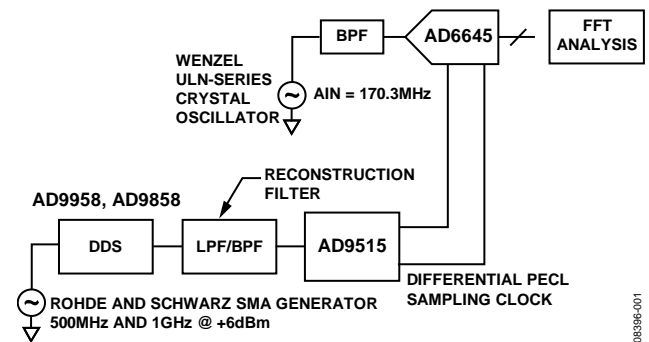 BPF
AD6645
FFT
ANALYSIS
WENZEL
ULN-SERIES
CRYSTAL
OSCILLATOR
~
AIN = 170.3MHz
RECONSTRUCTION
FILTER
AD9958, AD9858
DDS
LPF/BPF
AD9515
DIFFERENTIAL PECL
SAMPLING CLOCK
~
ROHDE AND SCHWARZ SMA GENERATOR
500MHz AND 1GHz @ +6dBm
08396-001